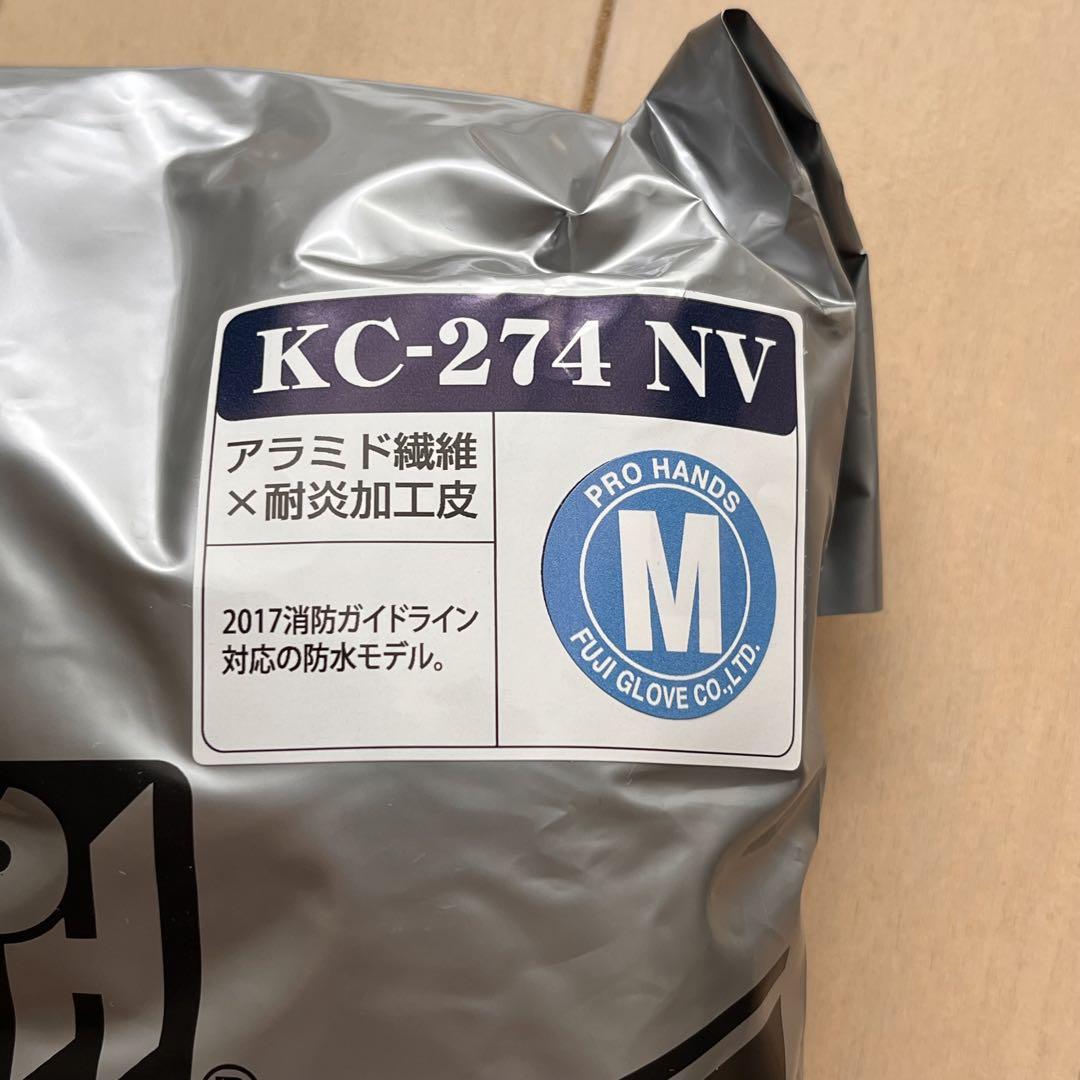 KC-274 NV
アラミド繊維
×耐炎加工皮
2017消防ガイドライン
対応の防水モデル。
PRO HANDS
M
FUJI GLOVE CO.,LTD.
PH
®